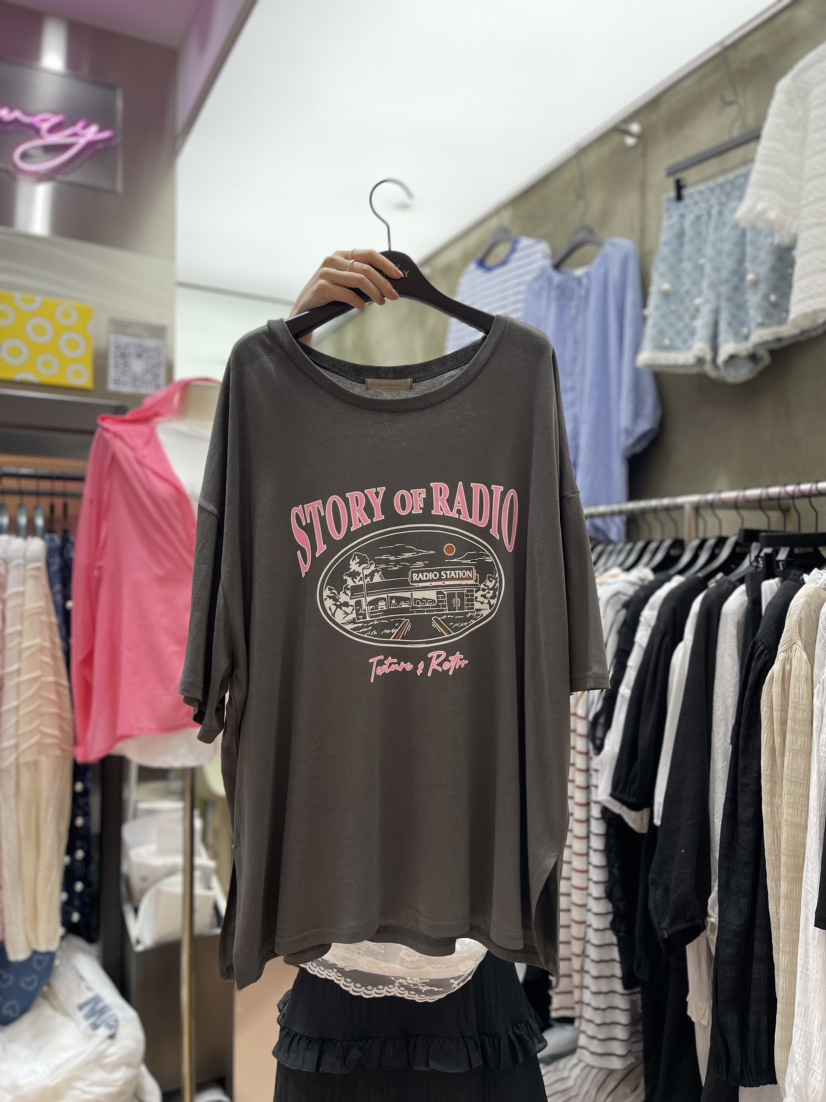 STORY OF RADIO
RADIO STATION
Texture & Retro